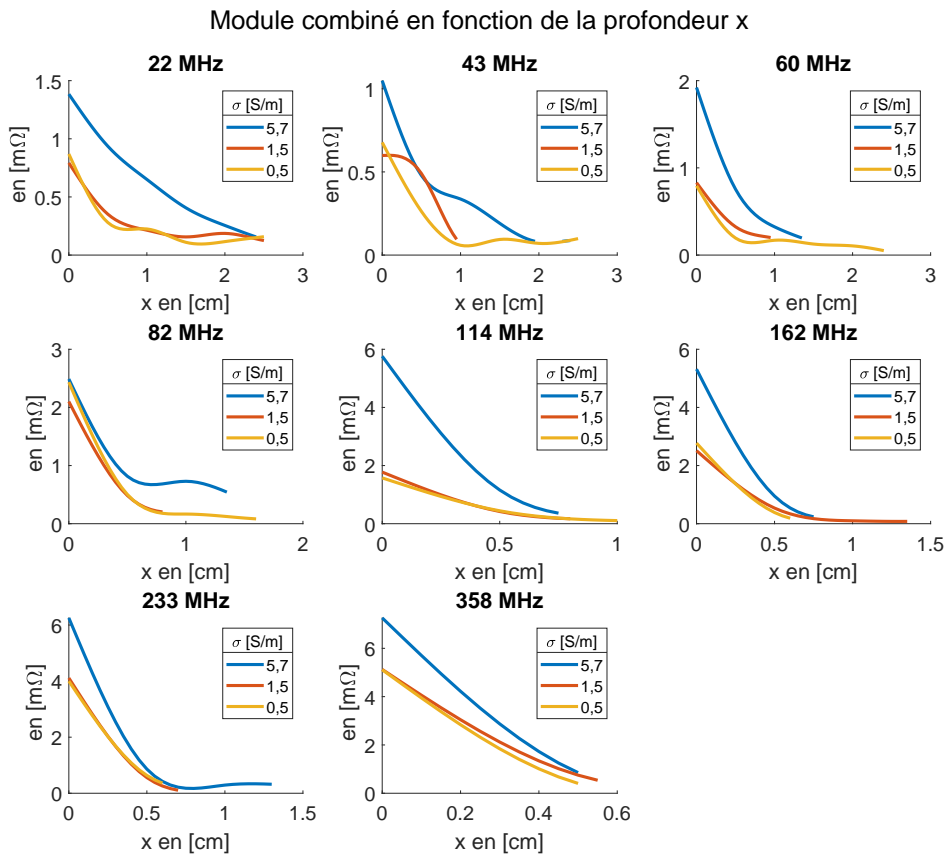 Module combiné en fonction de la profondeur x
22 MHz
en [mΩ]
1.5
1
0.5
0
0
1
2
3
x en [cm]
σ [S/m]
5,7
1,5
0,5
43 MHz
en [mΩ]
1
0.5
0
0
1
2
3
x en [cm]
σ [S/m]
5,7
1,5
0,5
60 MHz
en [mΩ]
2
1
0
0
1
2
3
x en [cm]
σ [S/m]
5,7
1,5
0,5
82 MHz
en [mΩ]
3
2
1
0
0
1
2
x en [cm]
σ [S/m]
5,7
1,5
0,5
114 MHz
en [mΩ]
6
4
2
0
0
0.5
1
x en [cm]
σ [S/m]
5,7
1,5
0,5
162 MHz
en [mΩ]
6
4
2
0
0
0.5
1
1.5
x en [cm]
σ [S/m]
5,7
1,5
0,5
233 MHz
en [mΩ]
6
4
2
0
0
0.5
1
1.5
x en [cm]
σ [S/m]
5,7
1,5
0,5
358 MHz
en [mΩ]
6
4
2
0
0
0.2
0.4
0.6
x en [cm]
σ [S/m]
5,7
1,5
0,5